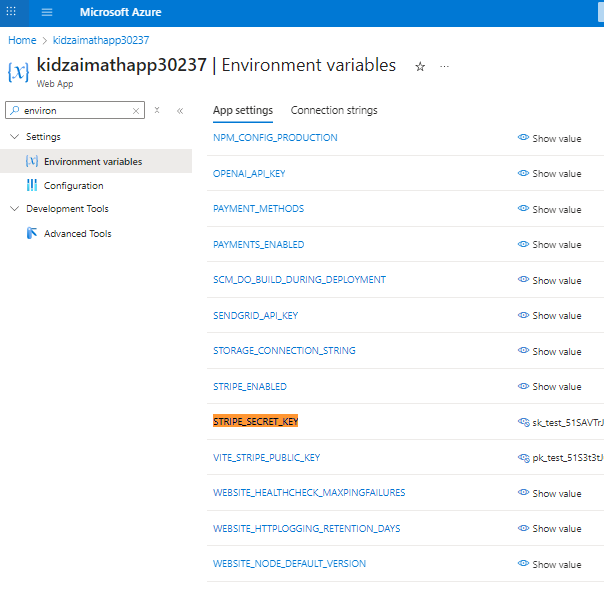 Microsoft Azure
Home > kidzaimathapp30237
{x} kidzaimathapp30237 | Environment variables ☆ ...
Web App
environ × «
App settings Connection strings
Settings
{x} Environment variables
Configuration
Development Tools
Advanced Tools
NPM_CONFIG_PRODUCTION Show value
OPENAI_API_KEY Show value
PAYMENT_METHODS Show value
PAYMENTS_ENABLED Show value
SCM_DO_BUILD_DURING_DEPLOYMENT Show value
SENDGRID_API_KEY Show value
STORAGE_CONNECTION_STRING Show value
STRIPE_ENABLED Show value
STRIPE_SECRET_KEY sk_test_51SAVTrJ
VITE_STRIPE_PUBLIC_KEY pk_test_51S3t3tJ
WEBSITE_HEALTHCHECK_MAXPINGFAILURES Show value
WEBSITE_HTTPLOGGING_RETENTION_DAYS Show value
WEBSITE_NODE_DEFAULT_VERSION Show value